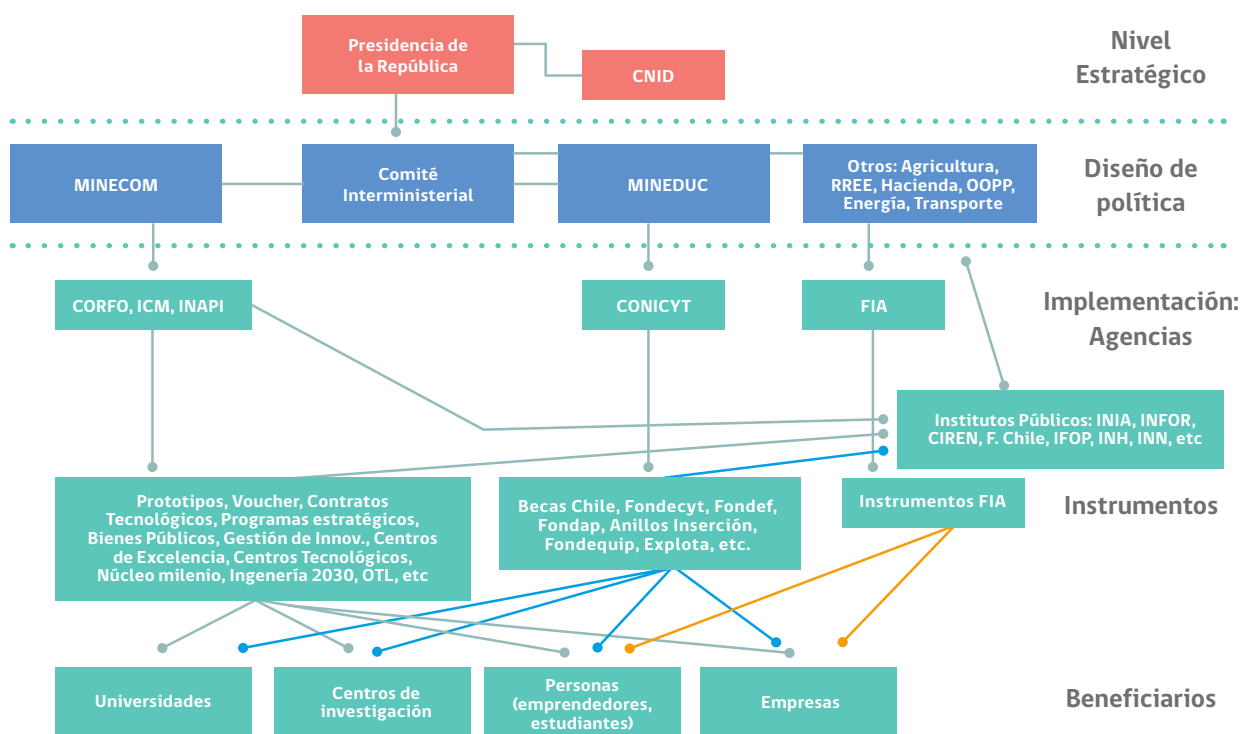 Presidencia de
la República
CNID
Nivel
Estratégico
MINECOM
Comité
Interministerial
MINEDUC
Otros: Agricultura,
RREE, Hacienda, OOPP,
Energía, Transporte
Diseño de
política
CORFO, ICM, INAPI
CONICYT
FIA
Implementación:
Agencias
Institutos Públicos: INIA, INFOR,
CIREN, F. Chile, IFOP, INH, INN, etc
Prototipos, Voucher, Contratos
Tecnológicos, Programas estratégicos,
Bienes Públicos, Gestión de Innov., Centros
de Excelencia, Centros Tecnológicos,
Núcleo milenio, Ingenería 2030, OTL, etc
Becas Chile, Fondecyt, Fondef,
Fondap, Anillos Inserción,
Fondequip, Explota, etc.
Instrumentos FIA
Instrumentos
Universidades
Centros de
investigación
Personas
(emprendedores,
estudiantes)
Empresas
Beneficiarios